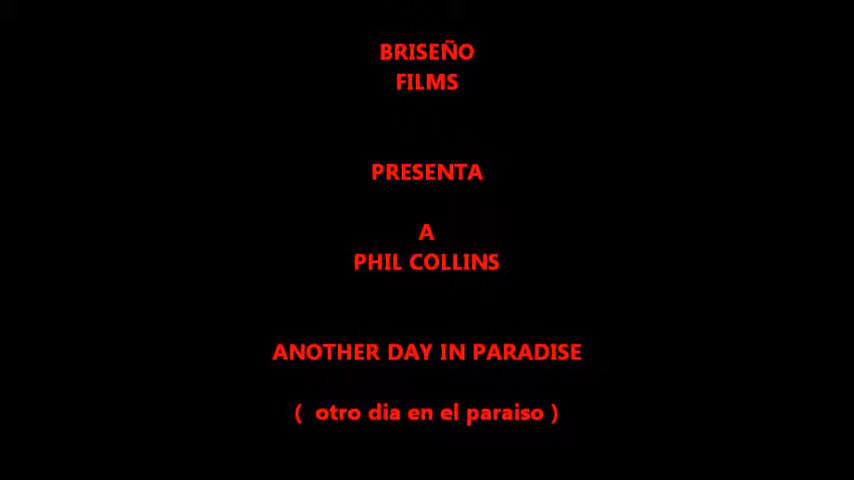 BRISEÑO
FILMS
PRESENTA
A
PHIL COLLINS
ANOTHER DAY IN PARADISE
( otro dia en el paraiso )